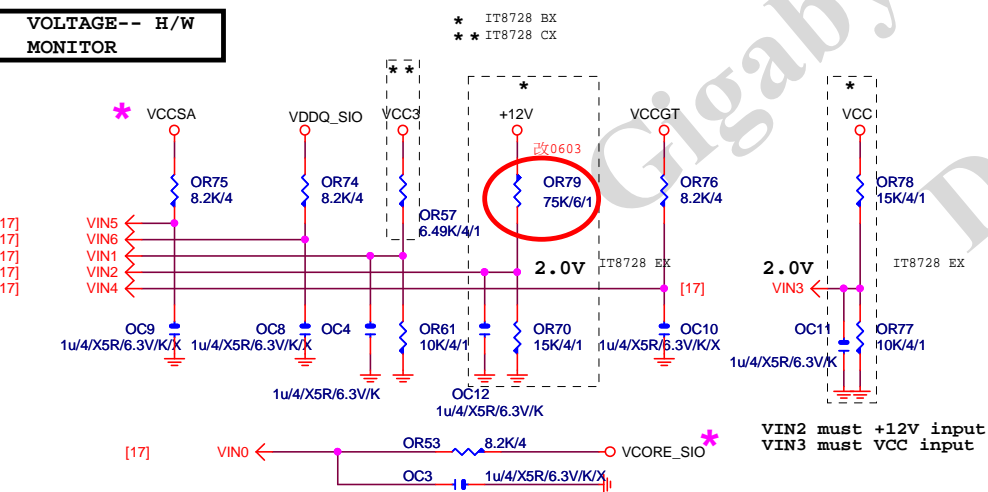 VOLTAGE-- H/W
MONITOR
* IT8728 BX
** IT8728 CX
**
*
*
* VCCSA
VDDQ_SIO
VCC3
+12V
VCCGT
VCC
改0603
OR75
8.2K/4
OR74
8.2K/4
OR57
6.49K/4/1
OR79
75K/6/1
OR76
8.2K/4
OR78
15K/4/1
17]
VIN5
17]
VIN6
17]
VIN1
17]
VIN2
17]
VIN4
2.0V
IT8728 EX
[17]
2.0V
IT8728 EX
VIN3
OC9
1u/4/X5R/6.3V/K/X
OC8
1u/4/X5R/6.3V/K/X
OC4
1u/4/X5R/6.3V/K
OR61
10K/4/1
OC12
1u/4/X5R/6.3V/K
OR70
15K/4/1
OC10
1u/4/X5R/6.3V/K/X
OC11
1u/4/X5R/6.3V/K
OR77
10K/4/1
[17]
VIN0
OR53
8.2K/4
VCORE_SIO *
OC3
1u/4/X5R/6.3V/K/X
VIN2 must +12V input
VIN3 must VCC input
Gigaby
D